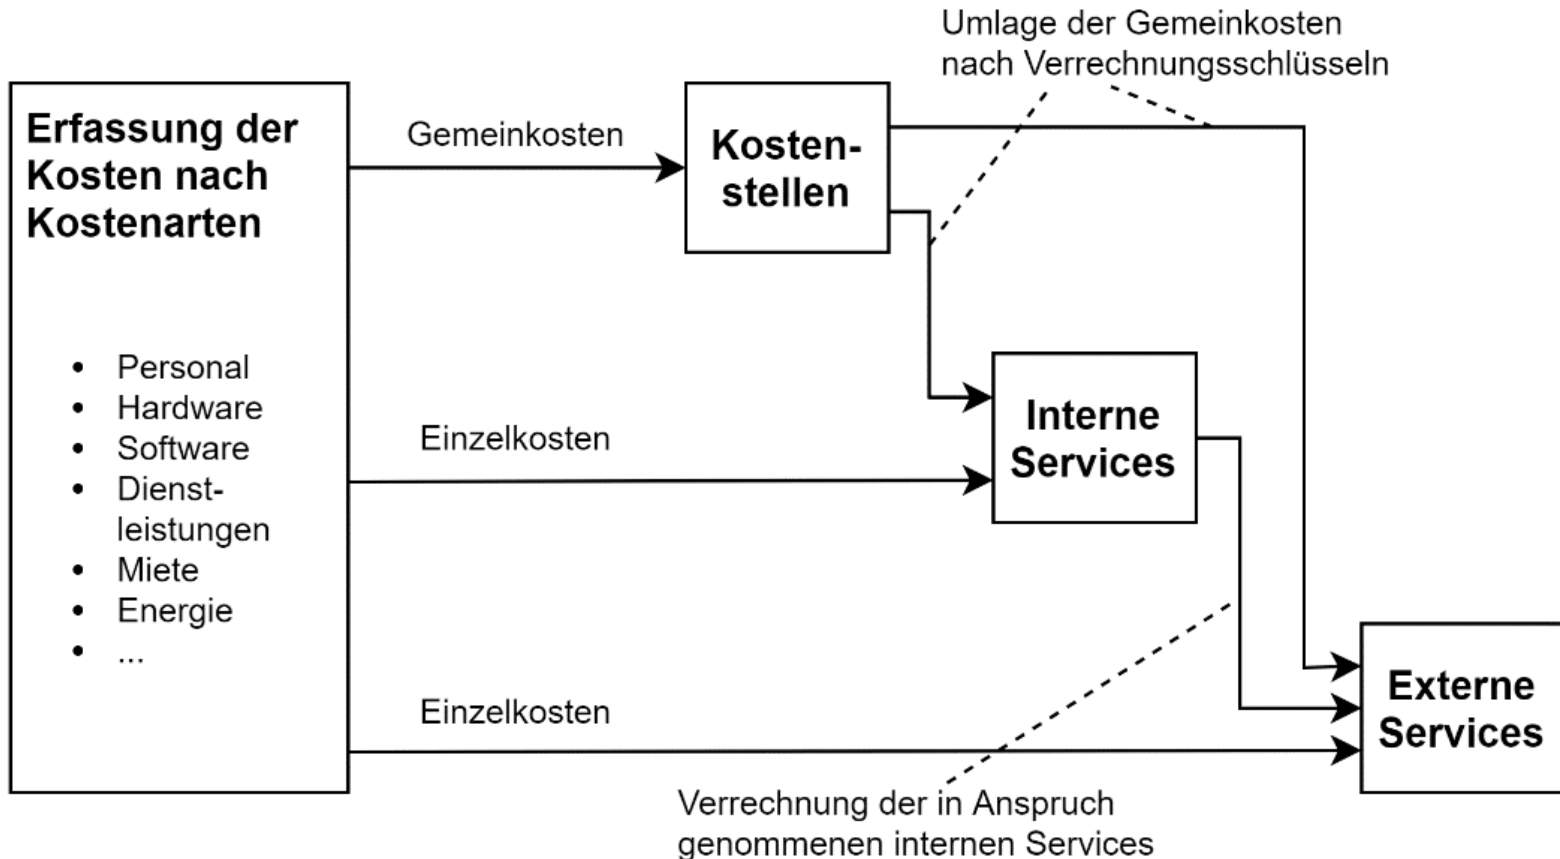 Umlage der Gemeinkosten
nach Verrechnungsschlüsseln
Erfassung der
Kosten nach
Kostenarten
Gemeinkosten
Kosten-
stellen
• Personal
• Hardware
• Software
• Dienst-
leistungen
• Miete
• Energie
• ...
Einzelkosten
Interne
Services
Einzelkosten
Externe
Services
Verrechnung der in Anspruch
genommenen internen Services